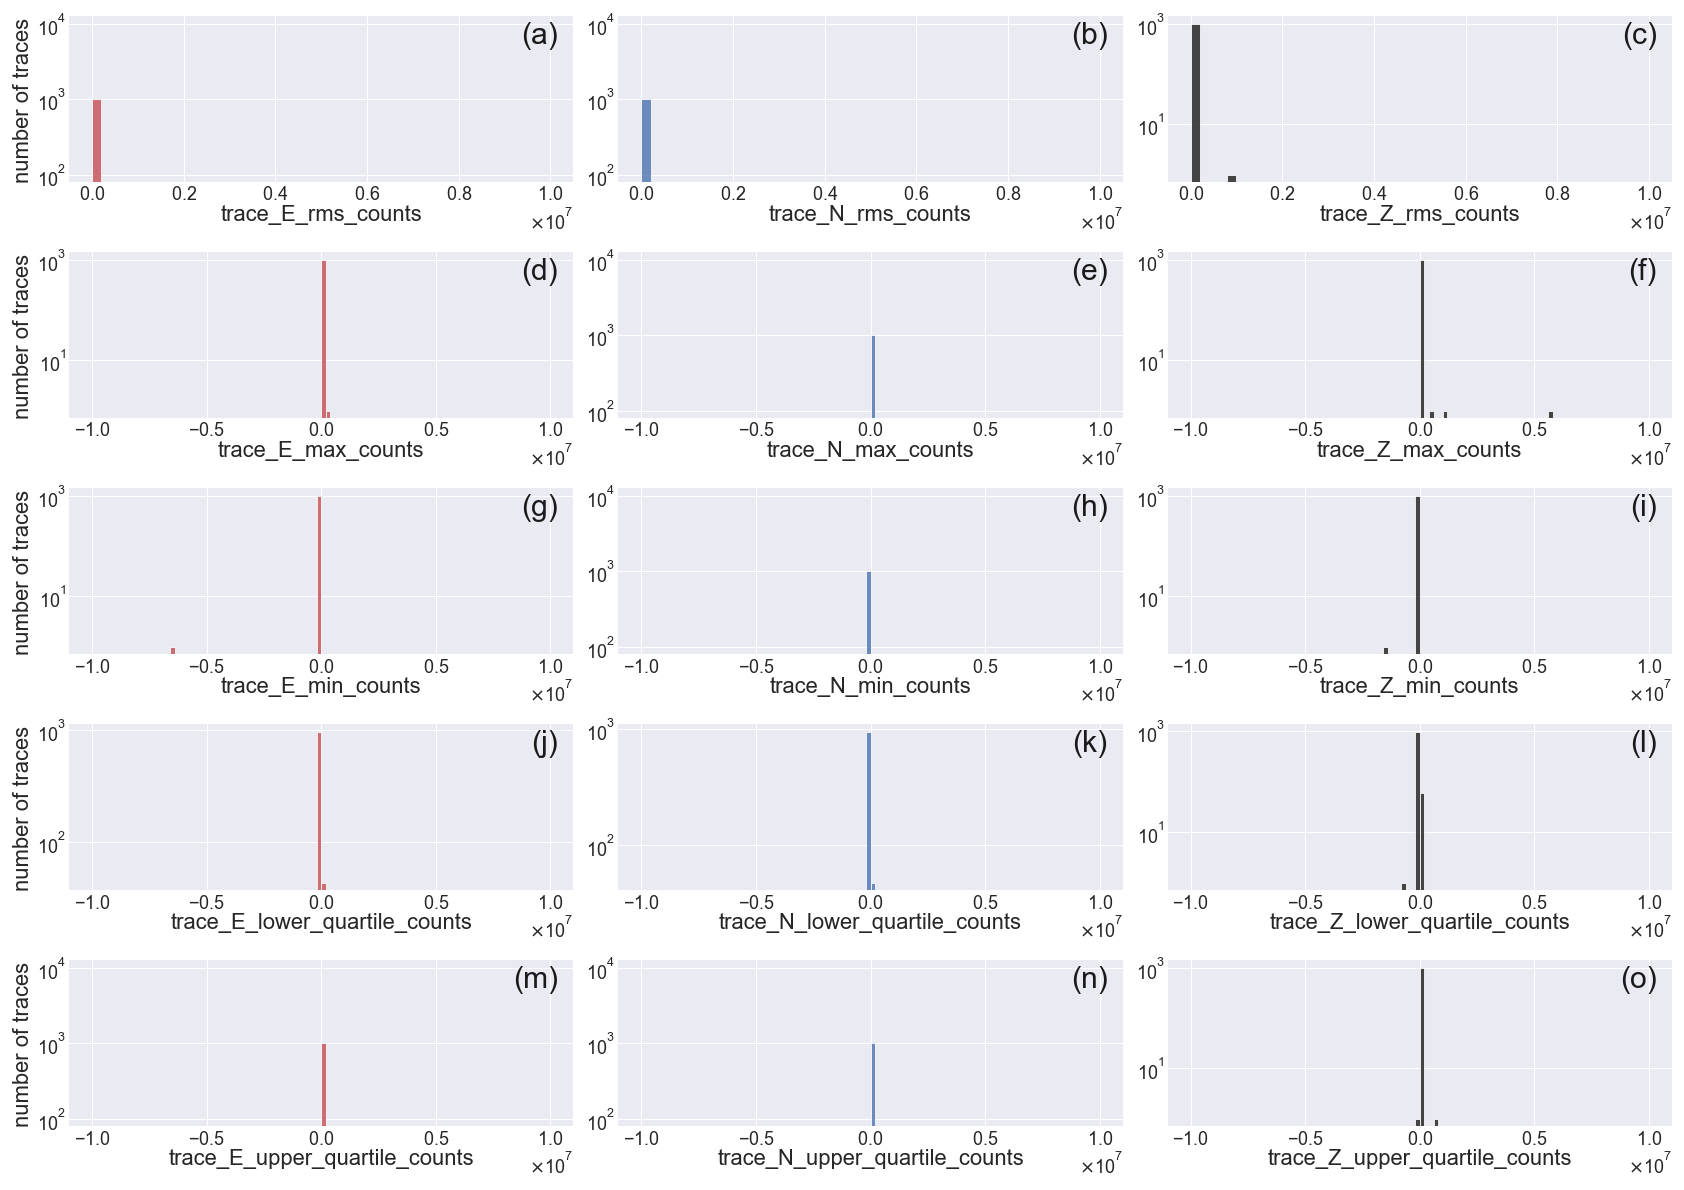 number of traces
10^4
10^3
10^2
(a)
0.0 0.2 0.4 0.6 0.8 1.0
trace_E_rms_counts
×10^7
10^4
10^3
10^2
(b)
0.0 0.2 0.4 0.6 0.8 1.0
trace_N_rms_counts
×10^7
10^3
10^1
(c)
0.0 0.2 0.4 0.6 0.8 1.0
trace_Z_rms_counts
×10^7
number of traces
10^3
10^1
(d)
−1.0 −0.5 0.0 0.5 1.0
trace_E_max_counts
×10^7
10^4
10^3
10^2
(e)
−1.0 −0.5 0.0 0.5 1.0
trace_N_max_counts
×10^7
10^3
10^1
(f)
−1.0 −0.5 0.0 0.5 1.0
trace_Z_max_counts
×10^7
number of traces
10^3
10^1
(g)
−1.0 −0.5 0.0 0.5 1.0
trace_E_min_counts
×10^7
10^4
10^3
10^2
(h)
−1.0 −0.5 0.0 0.5 1.0
trace_N_min_counts
×10^7
10^3
10^1
(i)
−1.0 −0.5 0.0 0.5 1.0
trace_Z_min_counts
×10^7
number of traces
10^3
10^2
(j)
−1.0 −0.5 0.0 0.5 1.0
trace_E_lower_quartile_counts
×10^7
10^3
10^2
(k)
−1.0 −0.5 0.0 0.5 1.0
trace_N_lower_quartile_counts
×10^7
10^3
10^1
(l)
−1.0 −0.5 0.0 0.5 1.0
trace_Z_lower_quartile_counts
×10^7
number of traces
10^4
10^3
10^2
(m)
−1.0 −0.5 0.0 0.5 1.0
trace_E_upper_quartile_counts
×10^7
10^4
10^3
10^2
(n)
−1.0 −0.5 0.0 0.5 1.0
trace_N_upper_quartile_counts
×10^7
10^3
10^1
(o)
−1.0 −0.5 0.0 0.5 1.0
trace_Z_upper_quartile_counts
×10^7